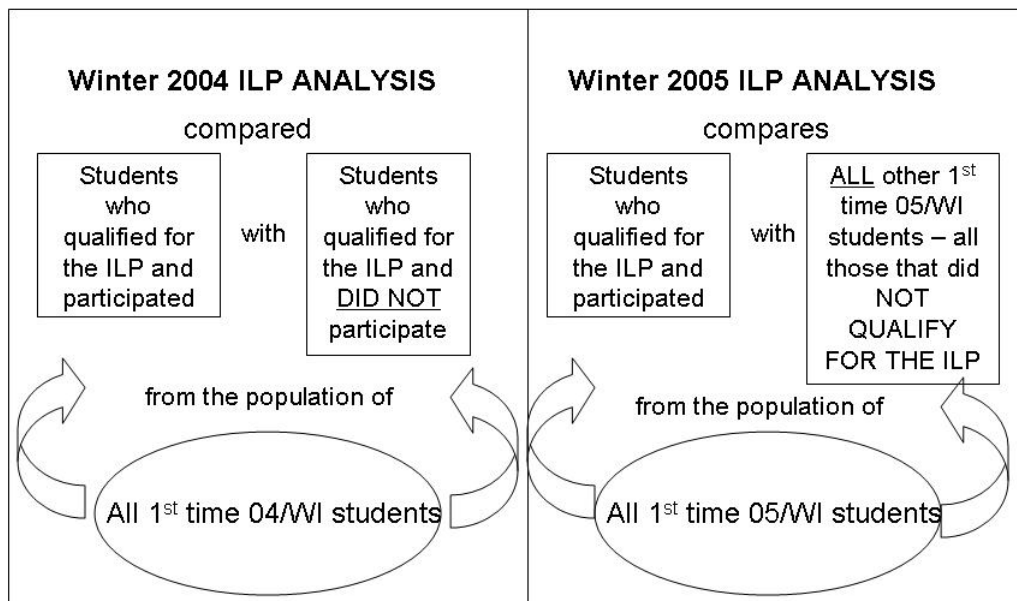 Winter 2004 ILP ANALYSIS
compared
Students
who
qualified for
the ILP and
participated
with
Students
who
qualified for
the ILP and
DID NOT
participate
from the population of
All 1st time 04/WI students
Winter 2005 ILP ANALYSIS
compares
Students
who
qualified for
the ILP and
participated
with
ALL other 1st
time 05/WI
students – all
those that did
NOT
QUALIFY
FOR THE ILP
from the population of
All 1st time 05/WI students